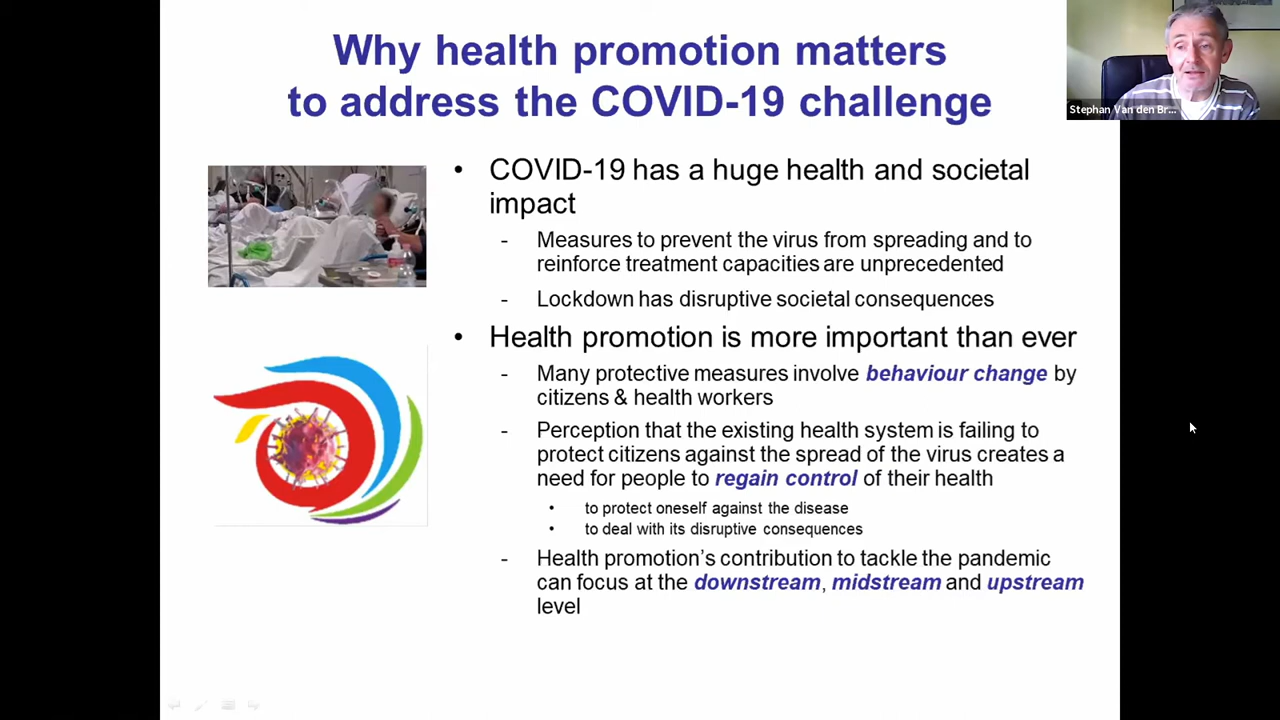 Why health promotion matters
to address the COVID-19 challenge
Stephan Van den Br...
• COVID-19 has a huge health and societal
impact
- Measures to prevent the virus from spreading and to
reinforce treatment capacities are unprecedented
- Lockdown has disruptive societal consequences
• Health promotion is more important than ever
- Many protective measures involve behaviour change by
citizens & health workers
- Perception that the existing health system is failing to
protect citizens against the spread of the virus creates a
need for people to regain control of their health
• to protect oneself against the disease
• to deal with its disruptive consequences
- Health promotion's contribution to tackle the pandemic
can focus at the downstream, midstream and upstream
level